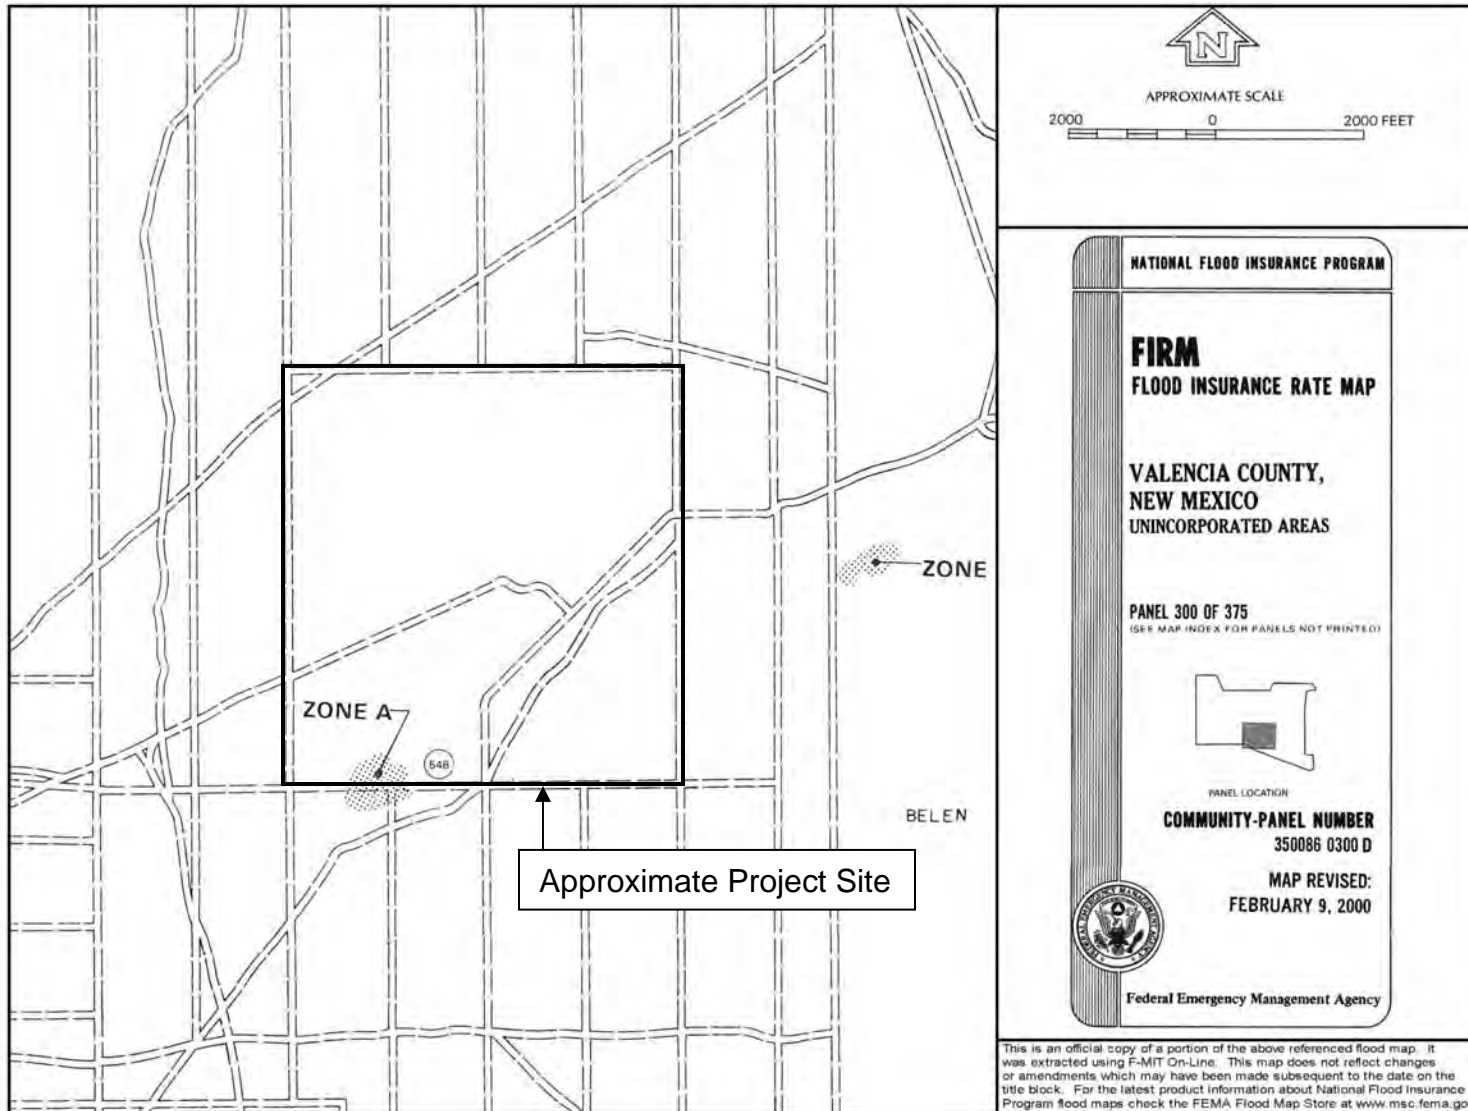 N
APPROXIMATE SCALE
2000 0 2000 FEET
NATIONAL FLOOD INSURANCE PROGRAM
FIRM
FLOOD INSURANCE RATE MAP
VALENCIA COUNTY,
NEW MEXICO
UNINCORPORATED AREAS
PANEL 300 OF 375
(SEE MAP INDEX FOR PANELS NOT PRINTED)
PANEL LOCATION
COMMUNITY-PANEL NUMBER
350086 0300 D
MAP REVISED:
FEBRUARY 9, 2000
FEDERAL EMERGENCY MANAGEMENT AGENCY
Federal Emergency Management Agency
This is an official copy of a portion of the above referenced flood map. It
was extracted using F-MIT On-Line. This map does not reflect changes
or amendments which may have been made subsequent to the date on the
title block. For the latest product information about National Flood Insurance
Program flood maps check the FEMA Flood Map Store at www.msc.fema.go
ZONE
ZONE A
548
BELEN
Approximate Project Site